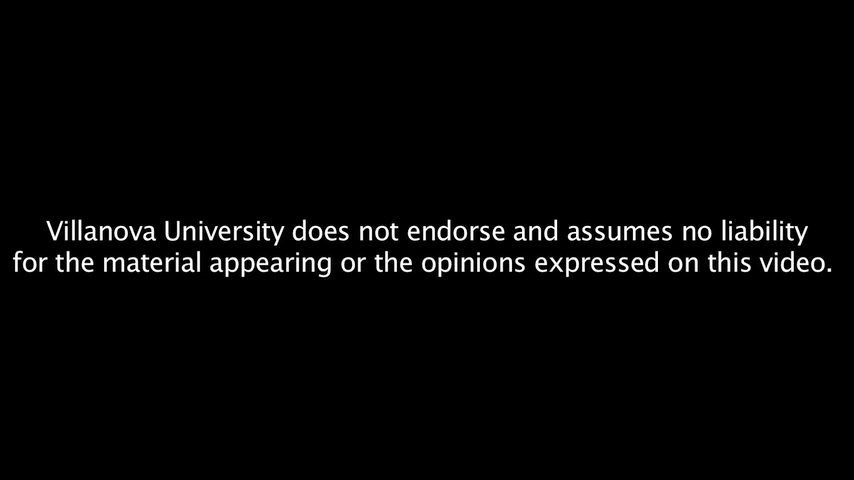 Villanova University does not endorse and assumes no liability
for the material appearing or the opinions expressed on this video.